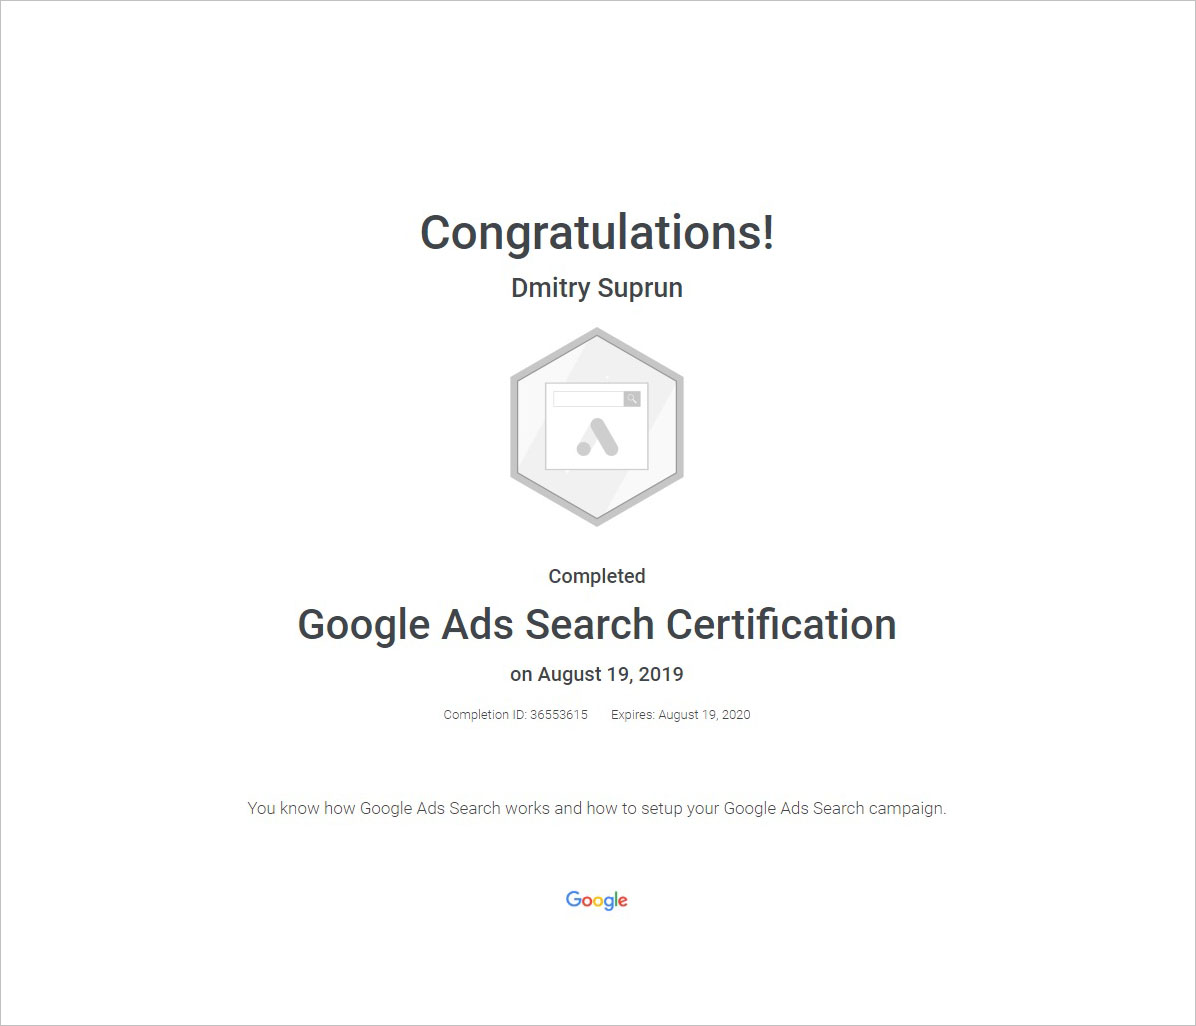 Congratulations!
Dmitry Suprun
Completed
Google Ads Search Certification
on August 19, 2019
Completion ID: 36553615 Expires: August 19, 2020
You know how Google Ads Search works and how to setup your Google Ads Search campaign.
Google